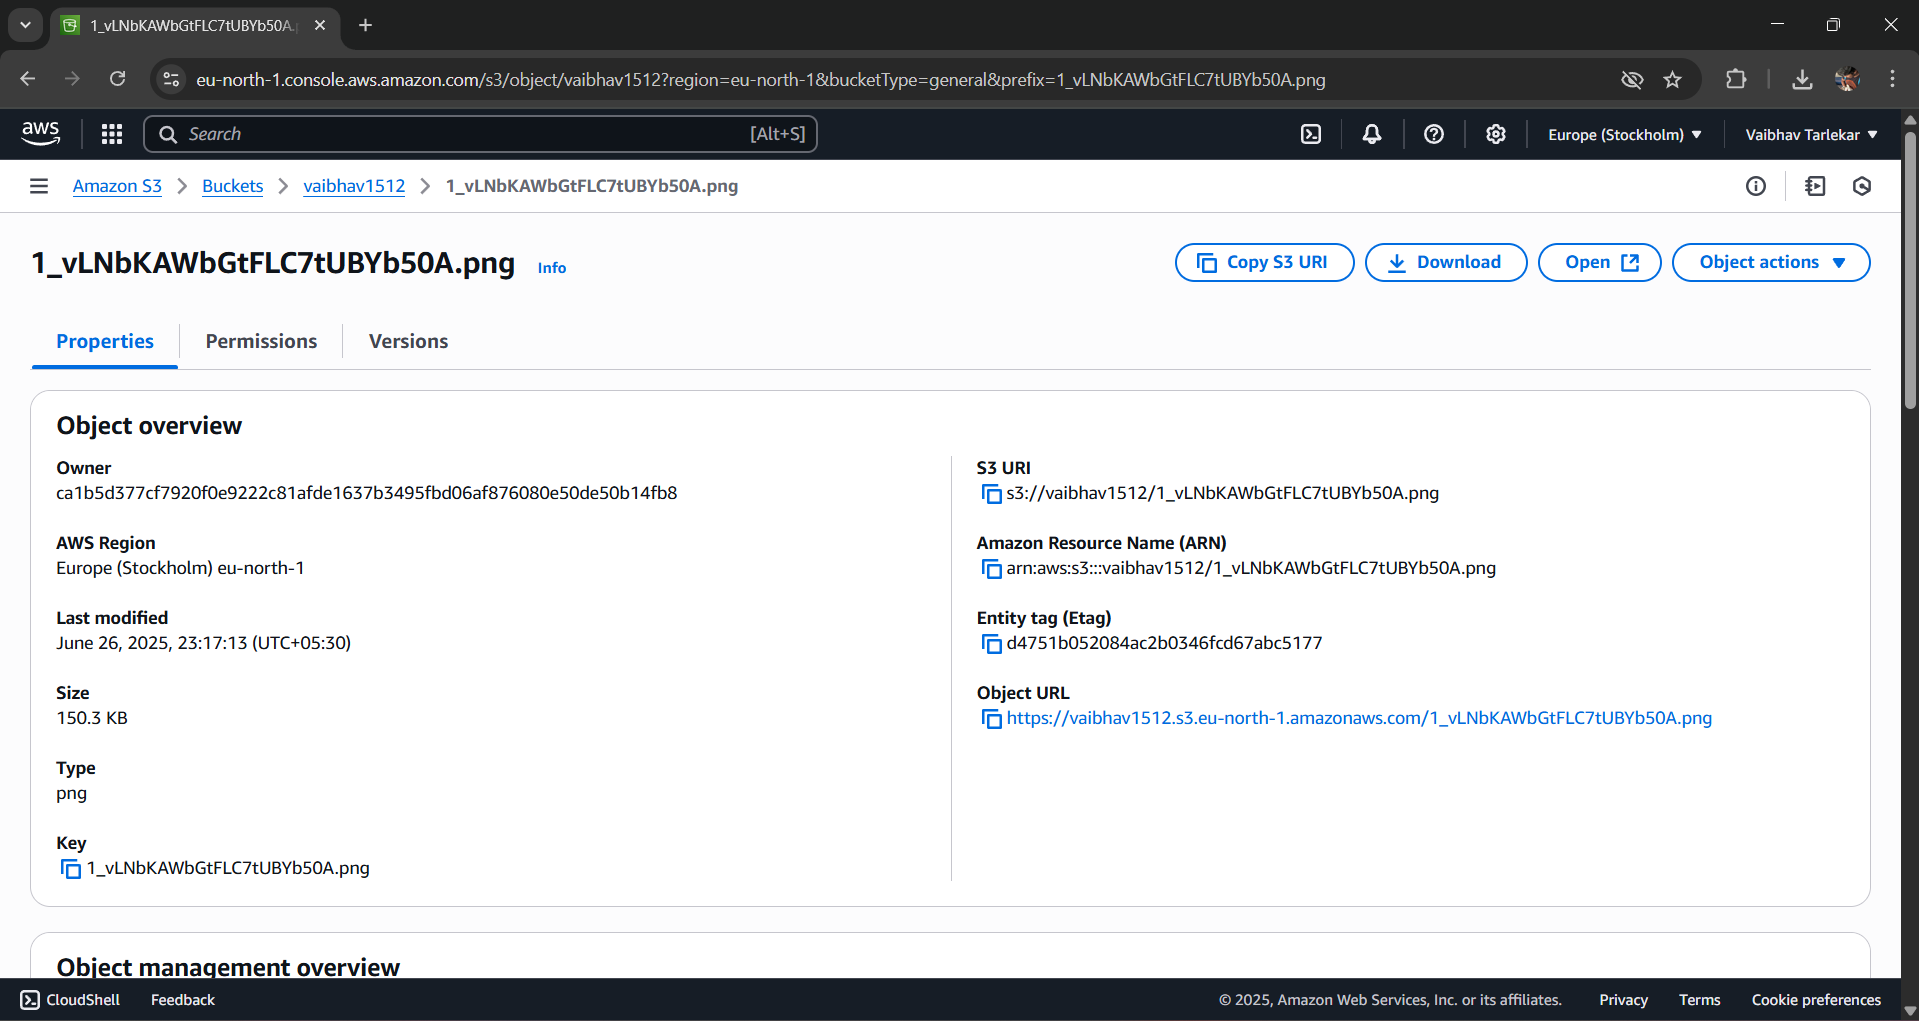 1_vLNbKAWbGtFLC7tUBYb50A.p
eu-north-1.console.aws.amazon.com/s3/object/vaibhav1512?region=eu-north-1&bucketType=general&prefix=1_vLNbKAWbGtFLC7tUBYb50A.png
aws Search [Alt+S] Europe (Stockholm) Vaibhav Tarlekar
Amazon S3 Buckets vaibhav1512 1_vLNbKAWbGtFLC7tUBYb50A.png
1_vLNbKAWbGtFLC7tUBYb50A.png Info Copy S3 URI Download Open Object actions
Properties Permissions Versions
Object overview
Owner
ca1b5d377cf7920f0e9222c81afde1637b3495fbd06af876080e50de50b14fb8
AWS Region
Europe (Stockholm) eu-north-1
Last modified
June 26, 2025, 23:17:13 (UTC+05:30)
Size
150.3 KB
Type
png
Key
1_vLNbKAWbGtFLC7tUBYb50A.png
S3 URI
s3://vaibhav1512/1_vLNbKAWbGtFLC7tUBYb50A.png
Amazon Resource Name (ARN)
arn:aws:s3:::vaibhav1512/1_vLNbKAWbGtFLC7tUBYb50A.png
Entity tag (Etag)
d4751b052084ac2b0346fcd67abc5177
Object URL
https://vaibhav1512.s3.eu-north-1.amazonaws.com/1_vLNbKAWbGtFLC7tUBYb50A.png
Object management overview
CloudShell Feedback © 2025, Amazon Web Services, Inc. or its affiliates. Privacy Terms Cookie preferences